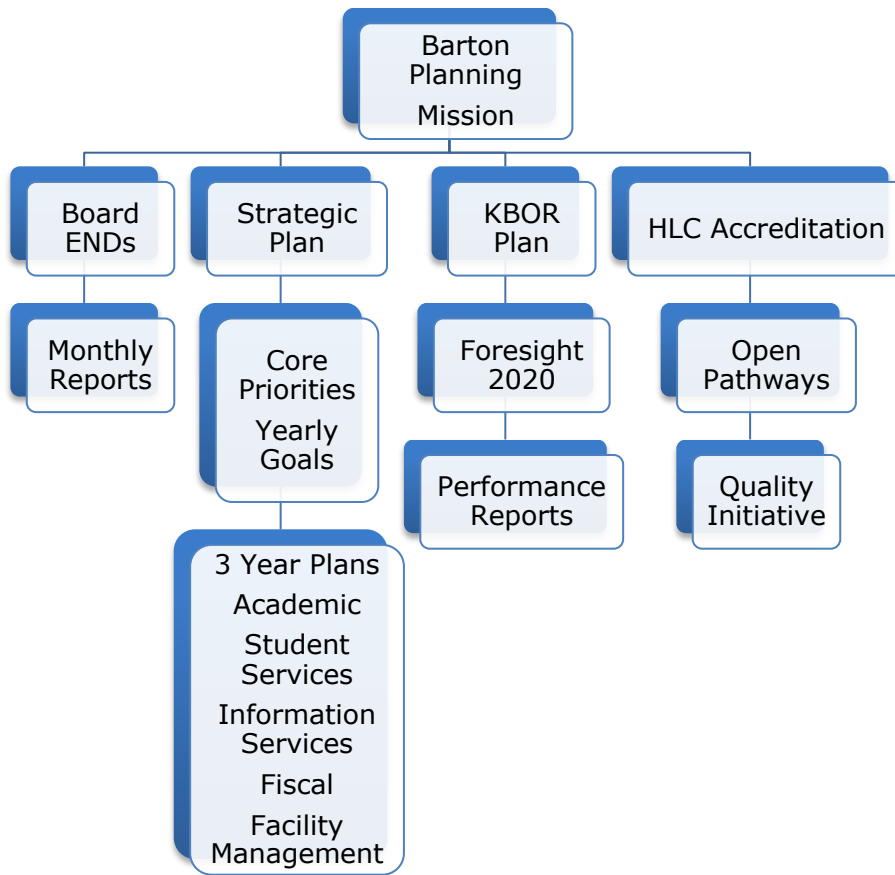 Barton
Planning
Mission
Board
ENDs
Strategic
Plan
KBOR
Plan
HLC Accreditation
Monthly
Reports
Core
Priorities
Yearly
Goals
Foresight
2020
Open
Pathways
Performance
Reports
Quality
Initiative
3 Year Plans
Academic
Student
Services
Information
Services
Fiscal
Facility
Management